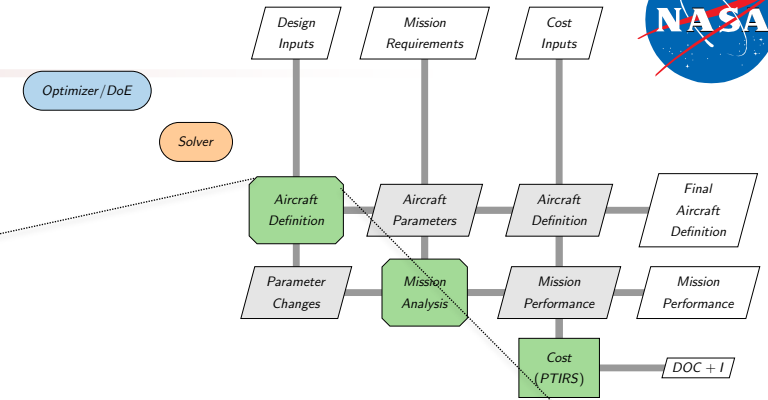 Design
Inputs
Mission
Requirements
Cost
Inputs
NASA
Optimizer/DoE
Solver
Aircraft
Definition
Aircraft
Parameters
Aircraft
Definition
Final
Aircraft
Definition
Parameter
Changes
Mission
Analysis
Mission
Performance
Mission
Performance
Cost
(PTIRS)
DOC + I